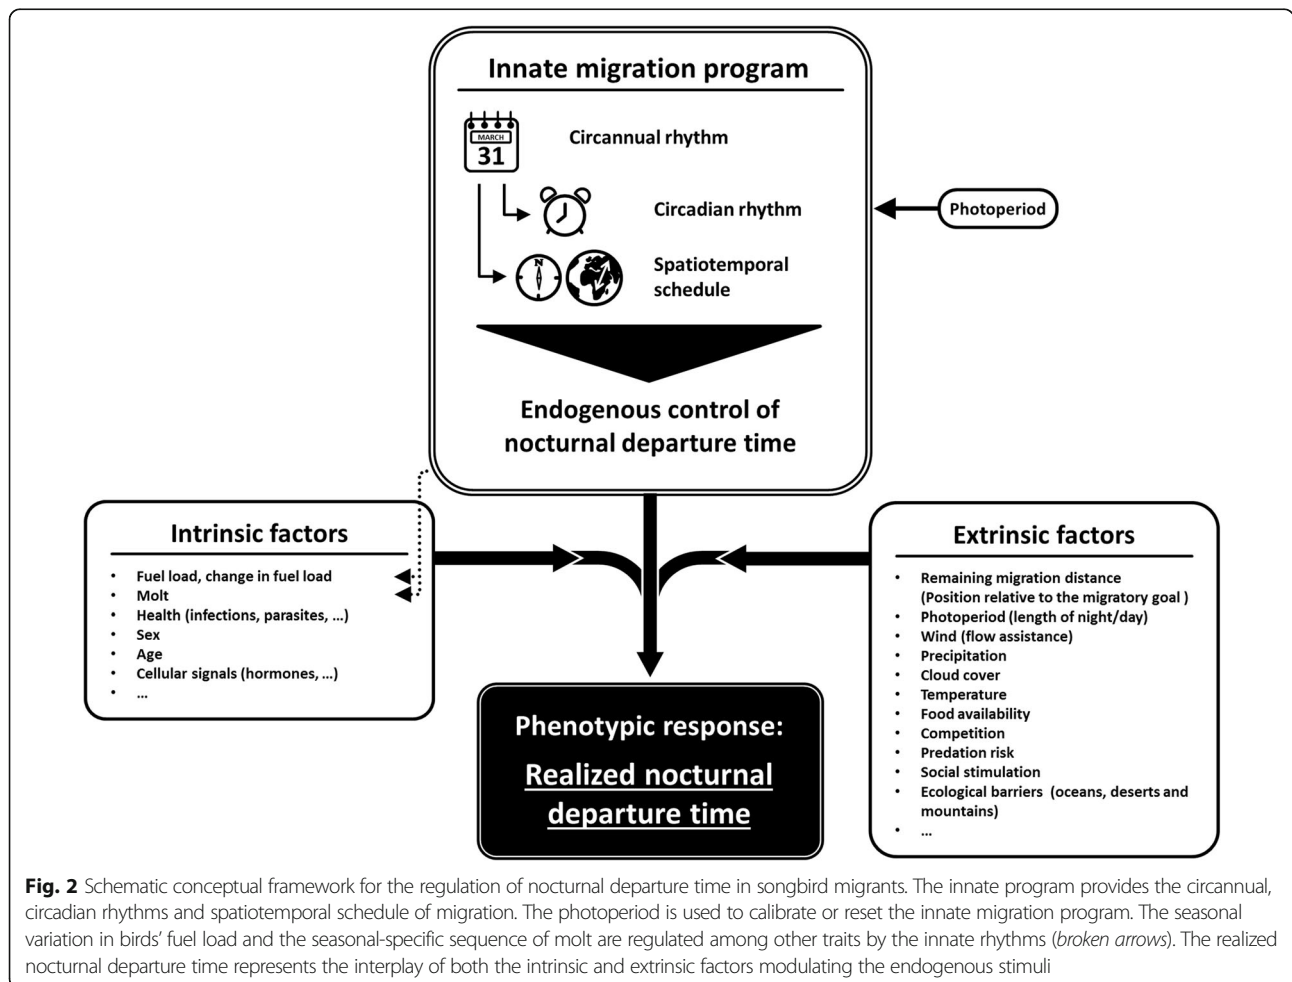 Innate migration program
MARCH
31
Circannual rhythm
Circadian rhythm
N
Spatiotemporal
schedule
Photoperiod
Endogenous control of
nocturnal departure time
Intrinsic factors
• Fuel load, change in fuel load
• Molt
• Health (infections, parasites, ...)
• Sex
• Age
• Cellular signals (hormones, ...)
• ...
Extrinsic factors
• Remaining migration distance
(Position relative to the migratory goal )
• Photoperiod (length of night/day)
• Wind (flow assistance)
• Precipitation
• Cloud cover
• Temperature
• Food availability
• Competition
• Predation risk
• Social stimulation
• Ecological barriers (oceans, deserts and
mountains)
• ...
Phenotypic response:
Realized nocturnal
departure time
Fig. 2 Schematic conceptual framework for the regulation of nocturnal departure time in songbird migrants. The innate program provides the circannual,
circadian rhythms and spatiotemporal schedule of migration. The photoperiod is used to calibrate or reset the innate migration program. The seasonal
variation in birds' fuel load and the seasonal-specific sequence of molt are regulated among other traits by the innate rhythms (broken arrows). The realized
nocturnal departure time represents the interplay of both the intrinsic and extrinsic factors modulating the endogenous stimuli